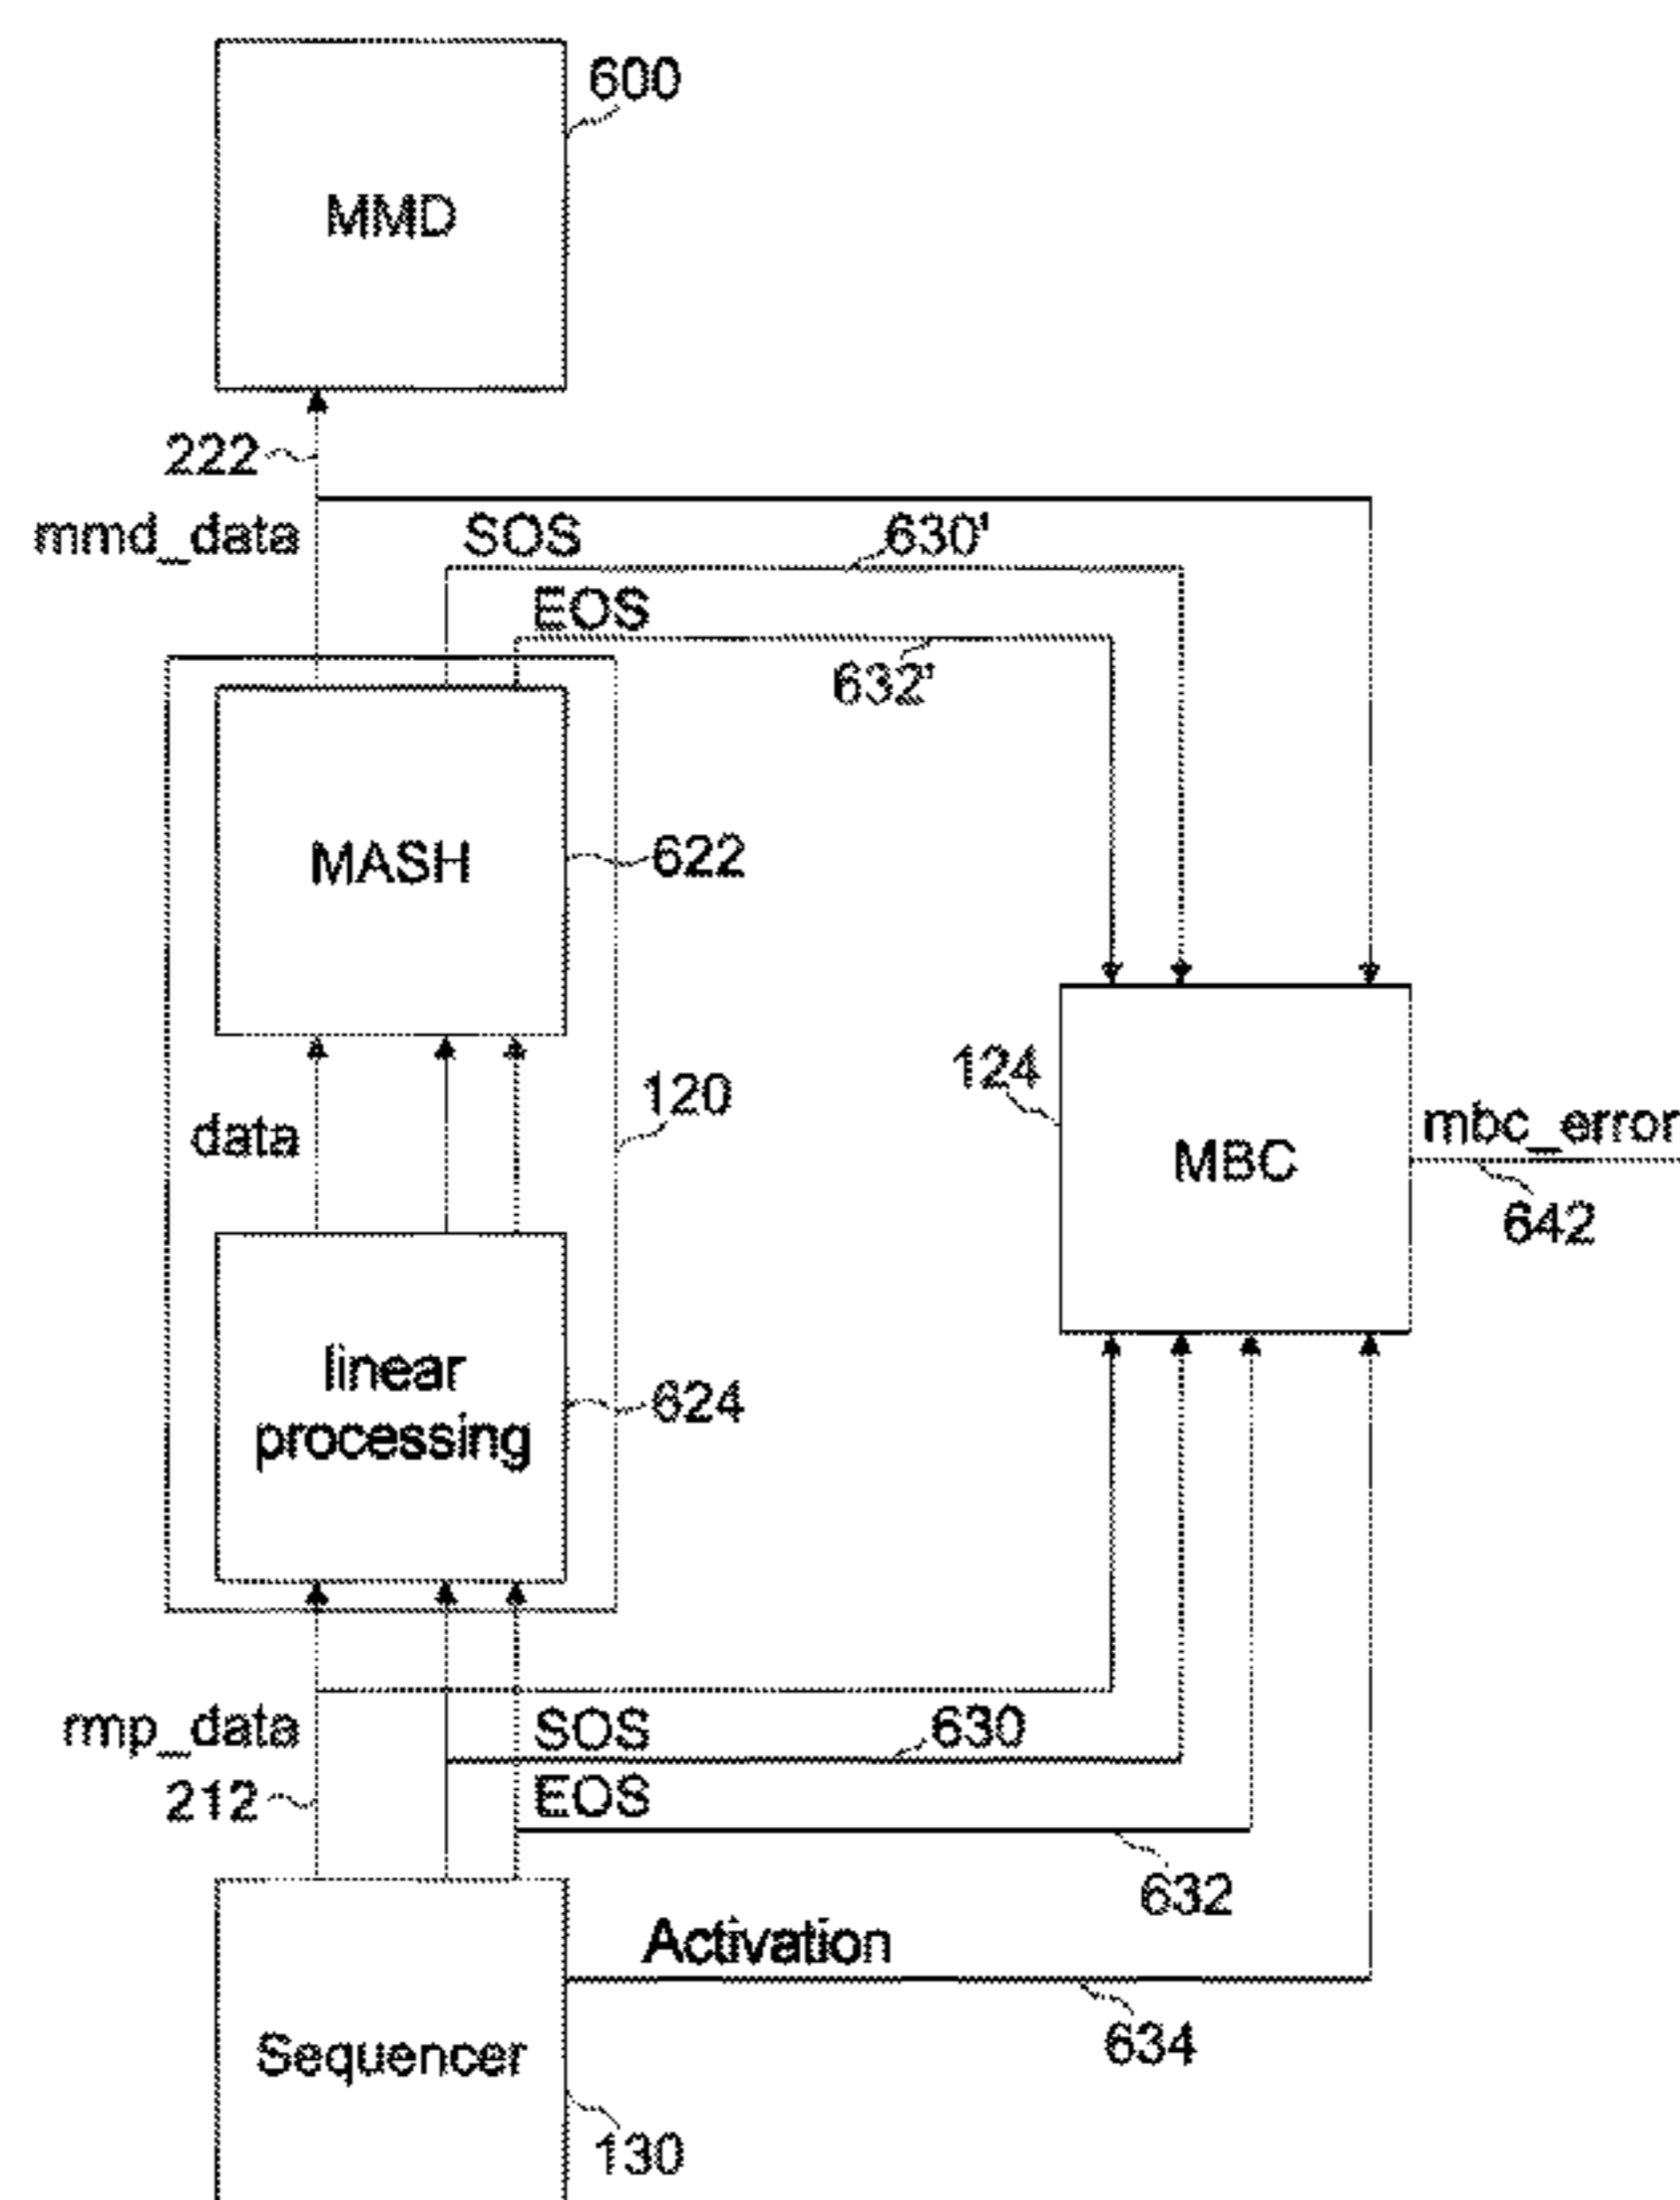 600
MMD
222
mmd_data
SOS
630'
EOS
632'
MASH
622
data
120
124
MBC
mbc_error
642
linear
processing
624
rmp_data
SOS
630
212
EOS
632
Activation
634
Sequencer
130